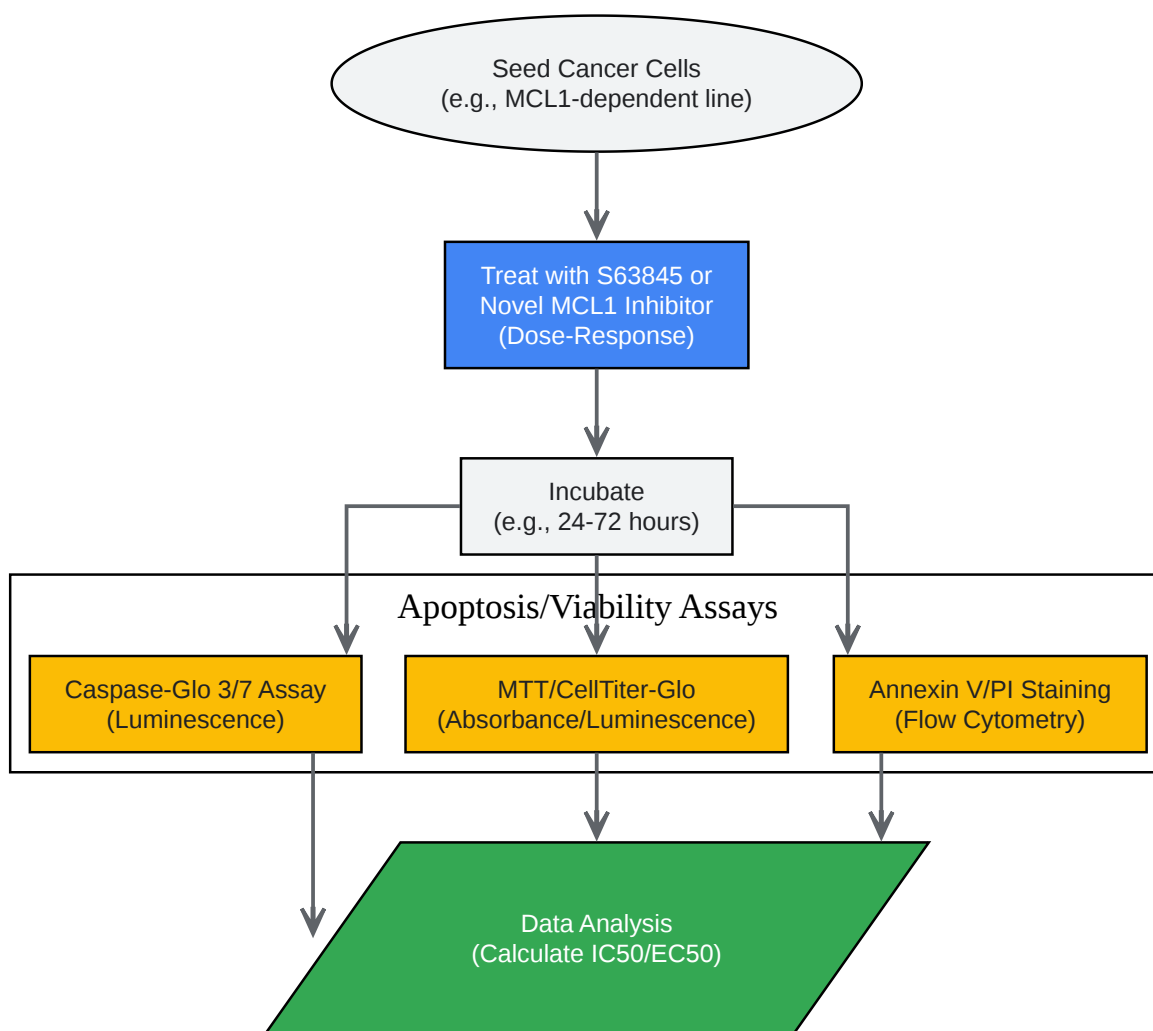 Seed Cancer Cells
(e.g., MCL1-dependent line)
Treat with S63845 or
Novel MCL1 Inhibitor
(Dose-Response)
Incubate
(e.g., 24-72 hours)
Apoptosis/Viability Assays
Caspase-Glo 3/7 Assay
(Luminescence)
MTT/CellTiter-Glo
(Absorbance/Luminescence)
Annexin V/PI Staining
(Flow Cytometry)
Data Analysis
(Calculate IC50/EC50)